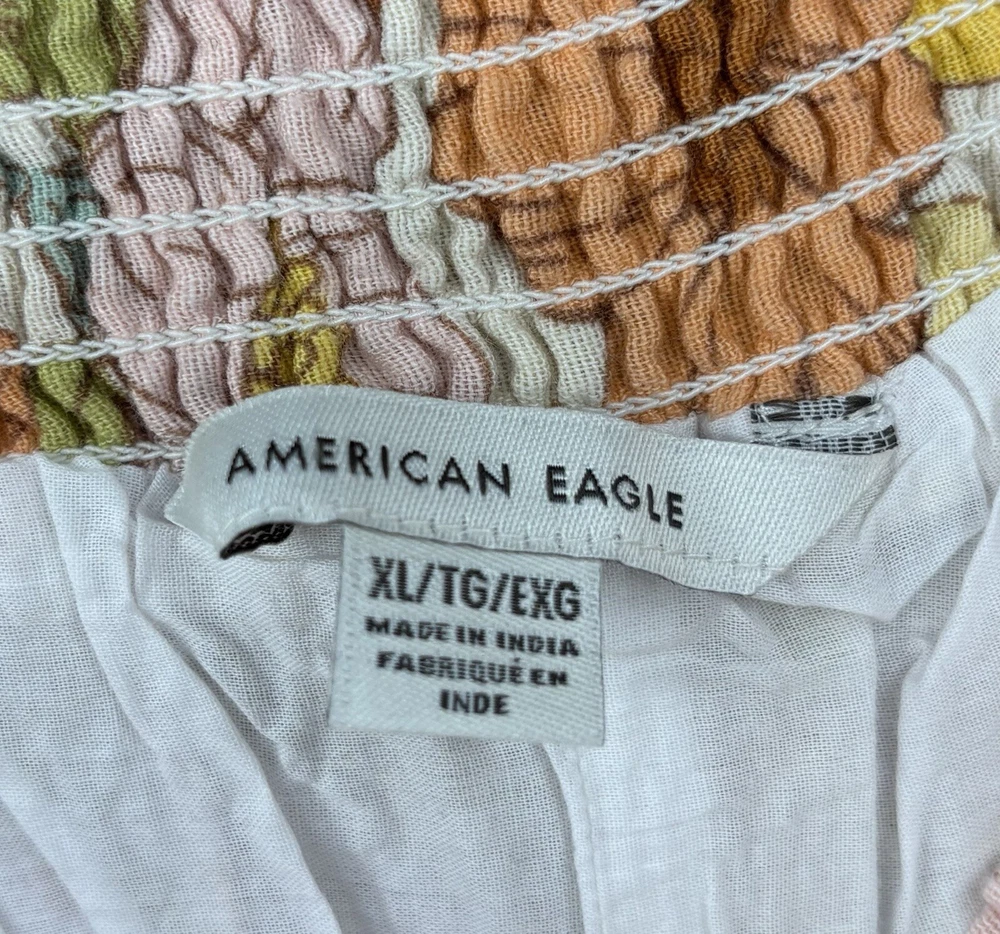 AMERICAN EAGLE
XL/TG/EXG
MADE IN INDIA
FABRIQUÉ EN
INDE